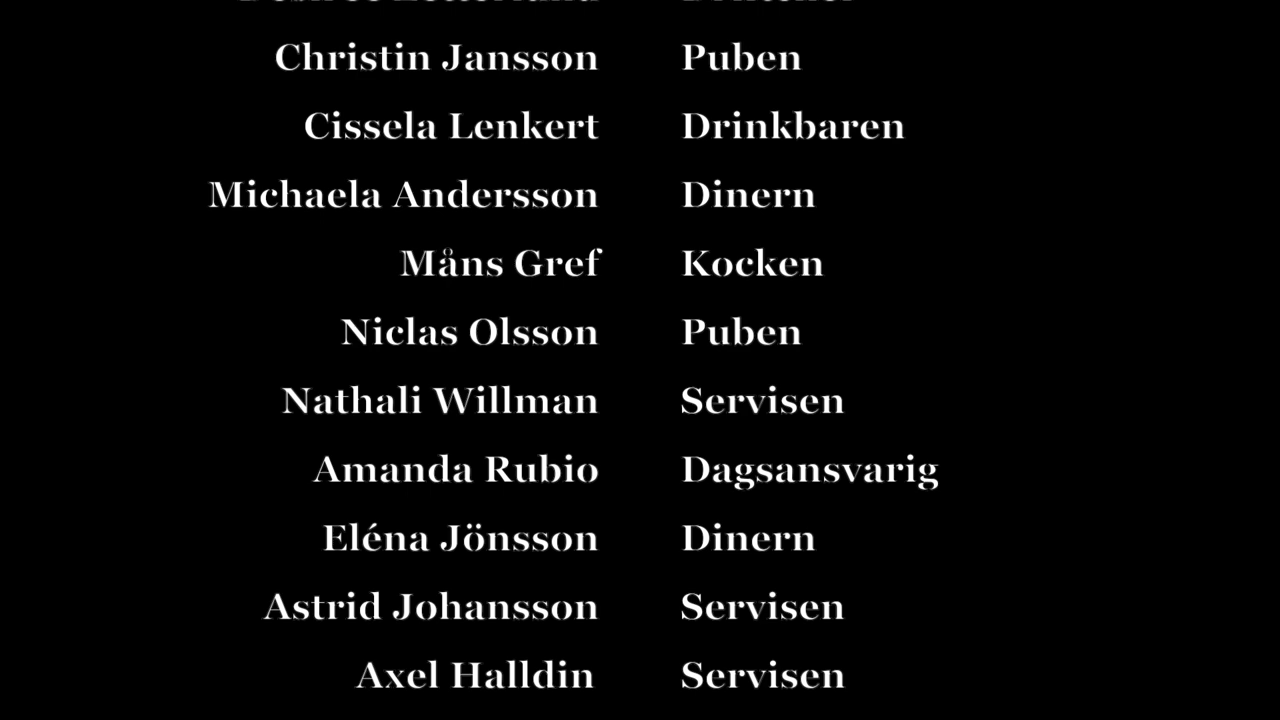 Christin Jansson Puben
Cissela Lenkert Drinkbaren
Michaela Andersson Dinern
Måns Gref Kocken
Niclas Olsson Puben
Nathali Willman Servisen
Amanda Rubio Dagsansvarig
Eléna Jönsson Dinern
Astrid Johansson Servisen
Axel Halldin Servisen